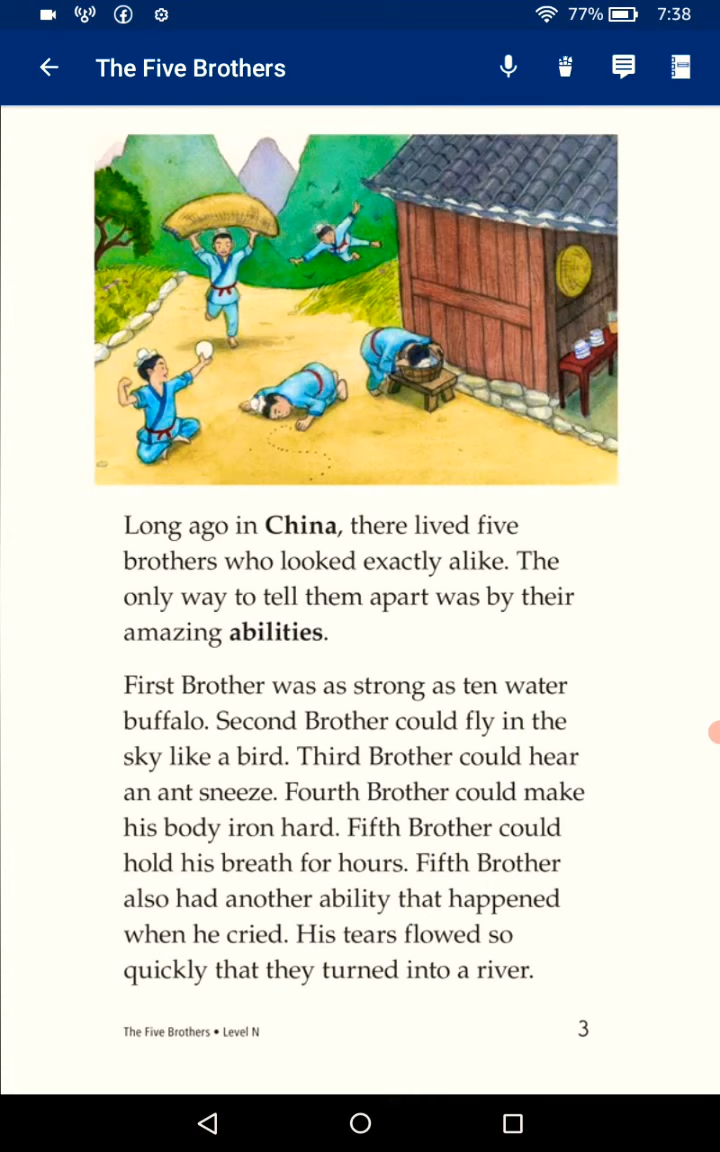 77% 7:38
The Five Brothers
Long ago in China, there lived five
brothers who looked exactly alike. The
only way to tell them apart was by their
amazing abilities.
First Brother was as strong as ten water
buffalo. Second Brother could fly in the
sky like a bird. Third Brother could hear
an ant sneeze. Fourth Brother could make
his body iron hard. Fifth Brother could
hold his breath for hours. Fifth Brother
also had another ability that happened
when he cried. His tears flowed so
quickly that they turned into a river.
The Five Brothers • Level N 3